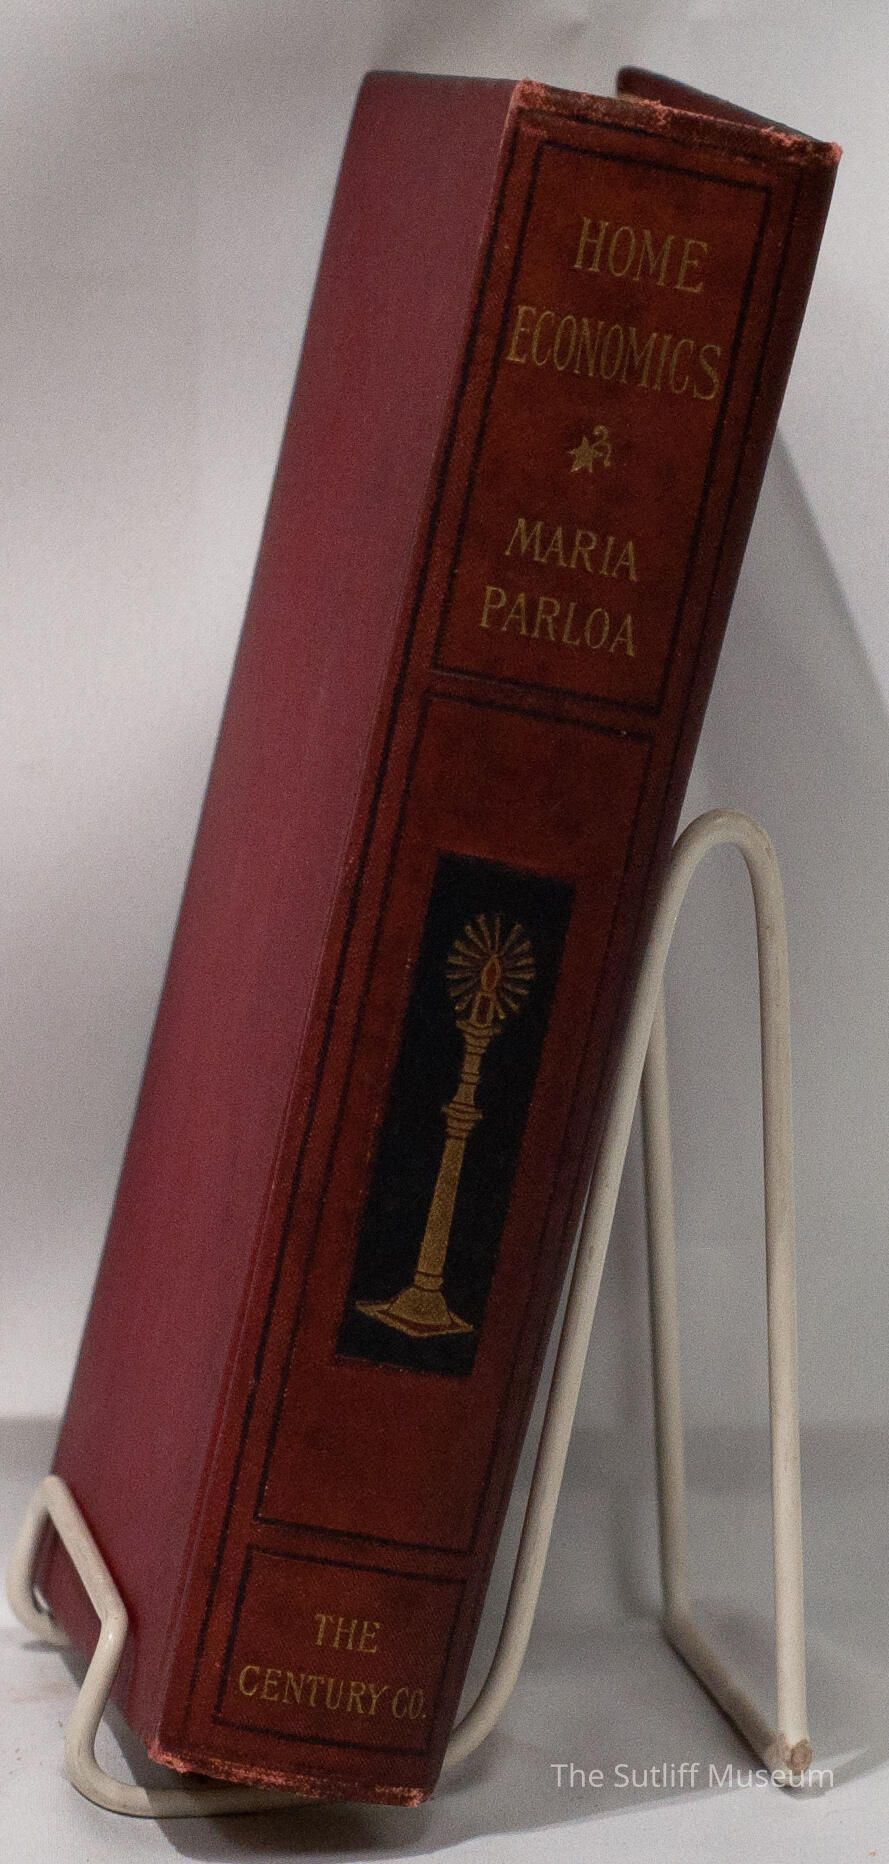 HOME
ECONOMICS
MARIA
PARLOA
THE
CENTURY CO.
The Sutliff Museum